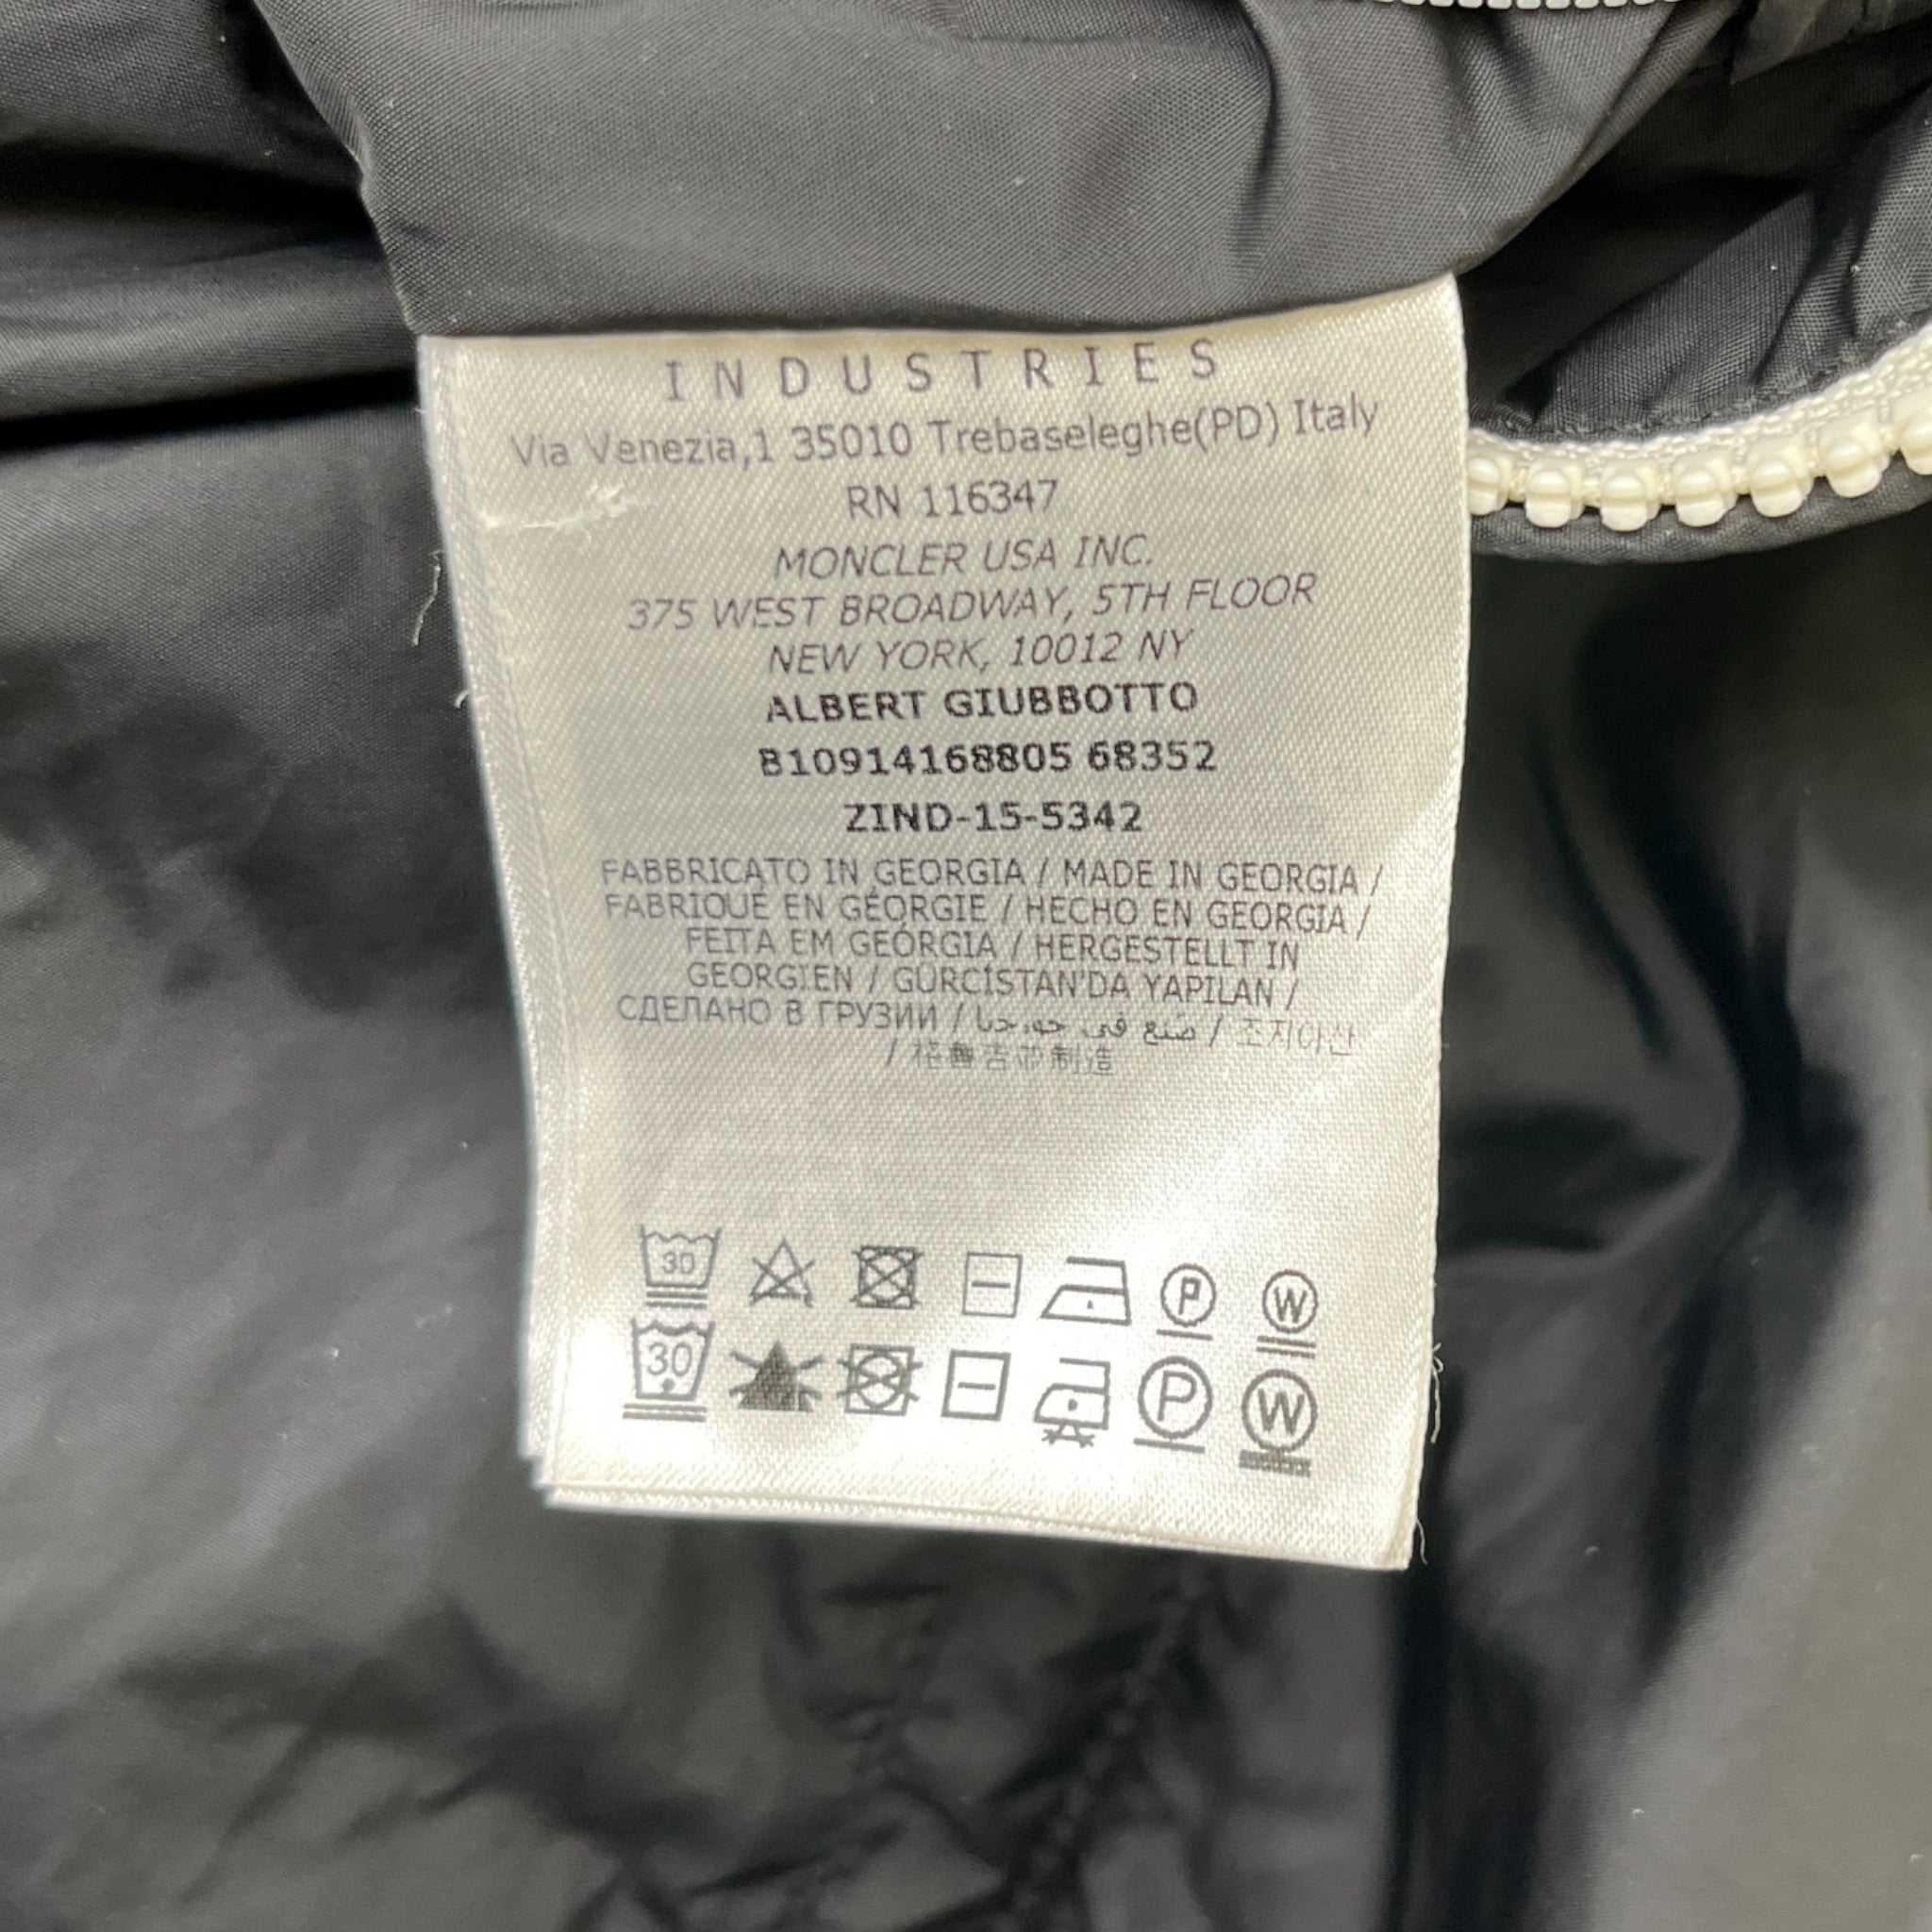 INDUSTRIES
Via Venezia,1 35010 Trebaseleghe(PD) Italy
RN 116347
MONCLER USA INC.
375 WEST BROADWAY, 5TH FLOOR
NEW YORK, 10012 NY
ALBERT GIUBBOTTO
B10914168805 68352
ZIND-15-5342
FABBRICATO IN GEORGIA / MADE IN GEORGIA /
FABRIQUÉ EN GÉORGIE / HECHO EN GEORGIA /
FEITA EM GEÓRGIA / HERGESTELLT IN
GEORGIEN / GÜRCİSTAN'DA YAPILAN /
СДЕЛАНО В ГРУЗИИ / صنع في جورجيا / 조지아산
/ 格鲁吉亚制造
30 P W
30 P W